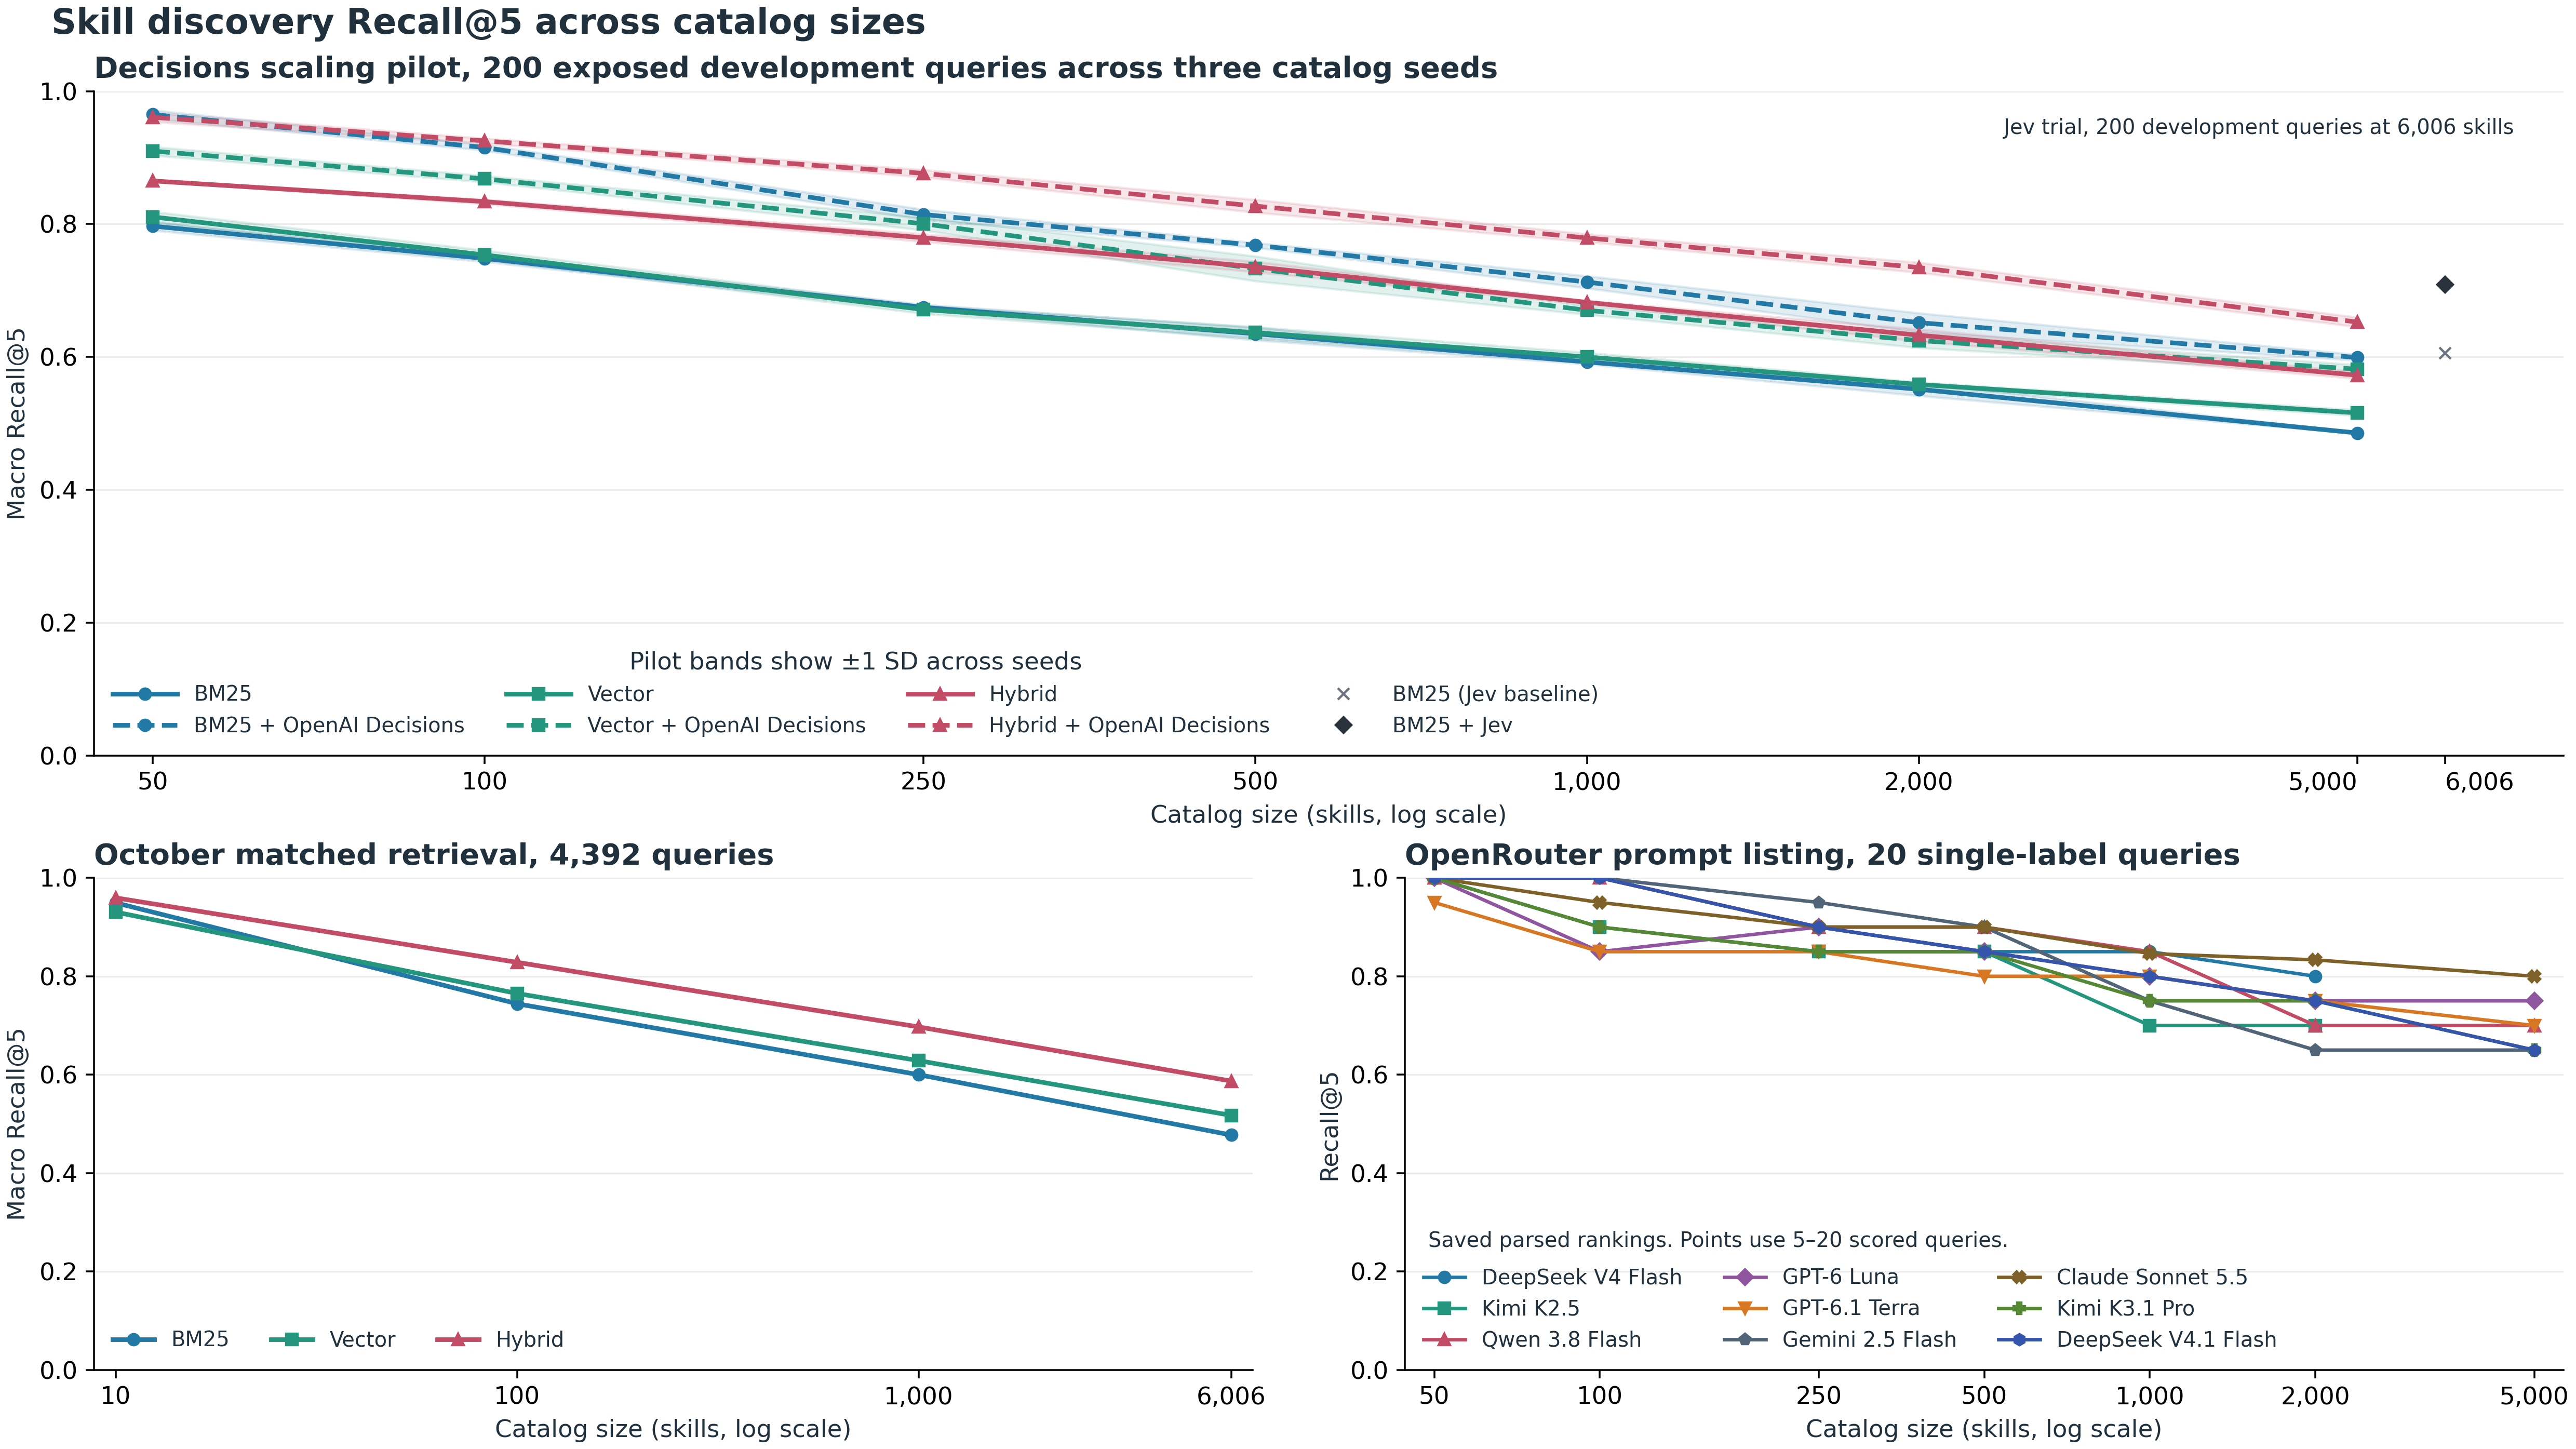 Skill discovery Recall@5 across catalog sizes
Decisions scaling pilot, 200 exposed development queries across three catalog seeds
Macro Recall@5
1.0
0.8
0.6
0.4
0.2
0.0
Jev trial, 200 development queries at 6,006 skills
Pilot bands show ±1 SD across seeds
BM25 Vector Hybrid BM25 (Jev baseline)
BM25 + OpenAI Decisions Vector + OpenAI Decisions Hybrid + OpenAI Decisions BM25 + Jev
50 100 250 500 1,000 2,000 5,000 6,006
Catalog size (skills, log scale)
October matched retrieval, 4,392 queries
Macro Recall@5
1.0
0.8
0.6
0.4
0.2
0.0
BM25 Vector Hybrid
10 100 1,000 6,006
Catalog size (skills, log scale)
OpenRouter prompt listing, 20 single-label queries
Recall@5
1.0
0.8
0.6
0.4
0.2
0.0
Saved parsed rankings. Points use 5–20 scored queries.
DeepSeek V4 Flash GPT-6 Luna Claude Sonnet 5.5
Kimi K2.5 GPT-6.1 Terra Kimi K3.1 Pro
Qwen 3.8 Flash Gemini 2.5 Flash DeepSeek V4.1 Flash
50 100 250 500 1,000 2,000 5,000
Catalog size (skills, log scale)